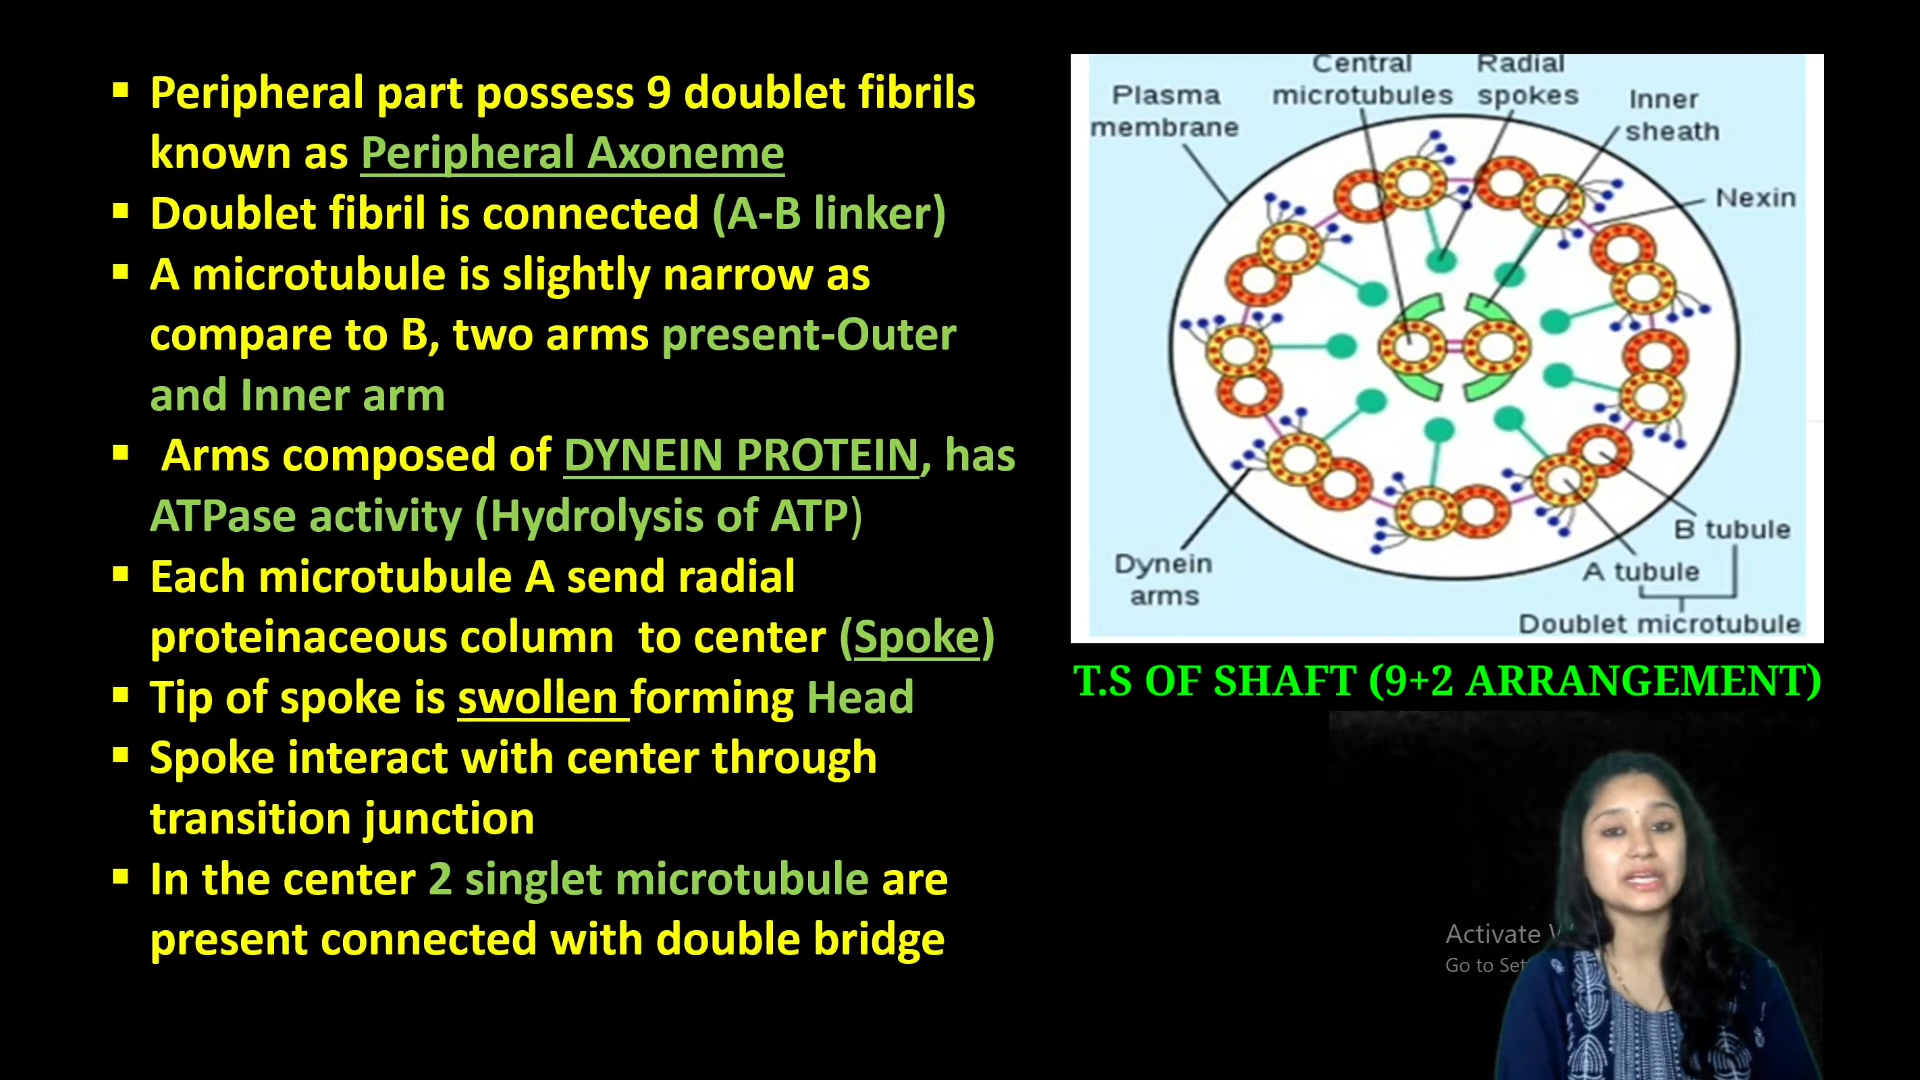 ▪ Peripheral part possess 9 doublet fibrils
known as Peripheral Axoneme
▪ Doublet fibril is connected (A-B linker)
▪ A microtubule is slightly narrow as
compare to B, two arms present-Outer
and Inner arm
▪ Arms composed of DYNEIN PROTEIN, has
ATPase activity (Hydrolysis of ATP)
▪ Each microtubule A send radial
proteinaceous column to center (Spoke)
▪ Tip of spoke is swollen forming Head
▪ Spoke interact with center through
transition junction
▪ In the center 2 singlet microtubule are
present connected with double bridge
Plasma
membrane
Central
microtubules
Radial
spokes
Inner
sheath
Nexin
B tubule
A tubule
Doublet microtubule
Dynein
arms
T.S OF SHAFT (9+2 ARRANGEMENT)
Activate
Go to